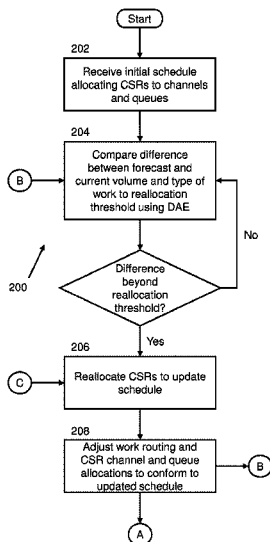 Start
202
Receive initial schedule
allocating CSRs to channels
and queues
204
Compare difference
between forecast and
current volume and type of
work to reallocation
threshold using DAE
B
No
200
Difference
beyond
reallocation
threshold?
Yes
206
C
Reallocate CSRs to update
schedule
208
Adjust work routing and
CSR channel and queue
allocations to conform to
updated schedule
B
A